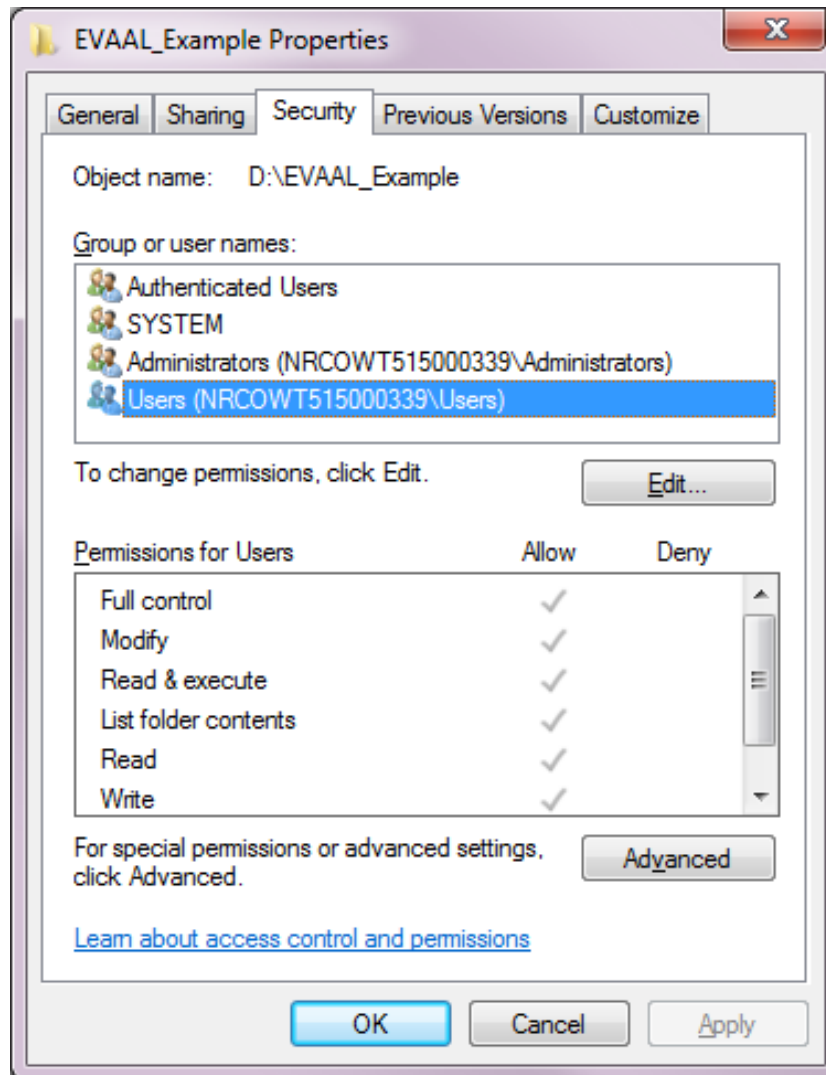 EVAAL_Example Properties
General Sharing Security Previous Versions Customize
Object name: D:\EVAAL_Example
Group or user names:
Authenticated Users
SYSTEM
Administrators (NRCOWT515000339\Administrators)
Users (NRCOWT515000339\Users)
To change permissions, click Edit.
Edit...
Permissions for Users Allow Deny
Full control
Modify
Read & execute
List folder contents
Read
Write
For special permissions or advanced settings,
click Advanced.
Advanced
Learn about access control and permissions
OK Cancel Apply